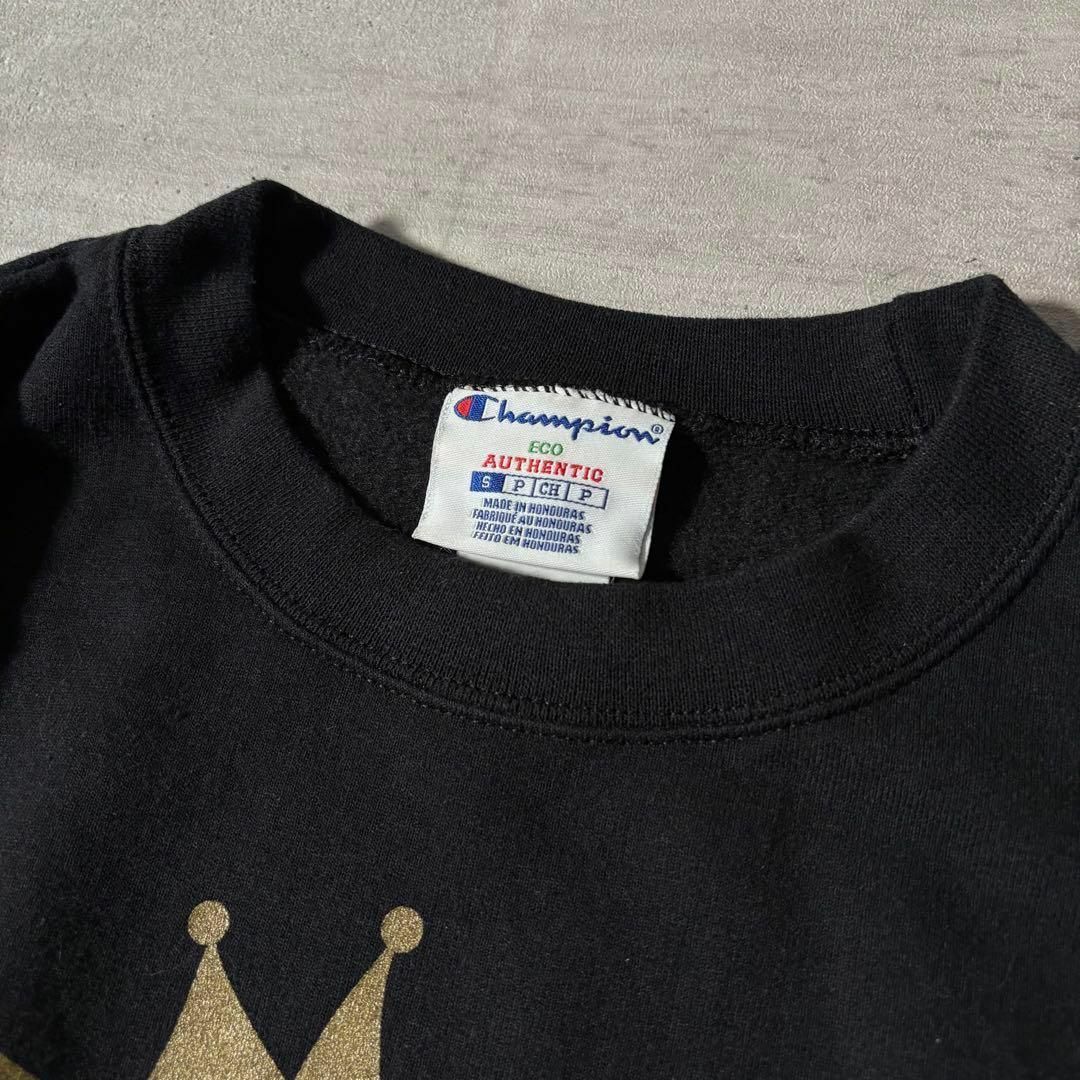 Champion®
ECO
AUTHENTIC
S P CH P
MADE IN HONDURAS
FABRIQUÉ AU HONDURAS
HECHO EN HONDURAS
FEITO EM HONDURAS